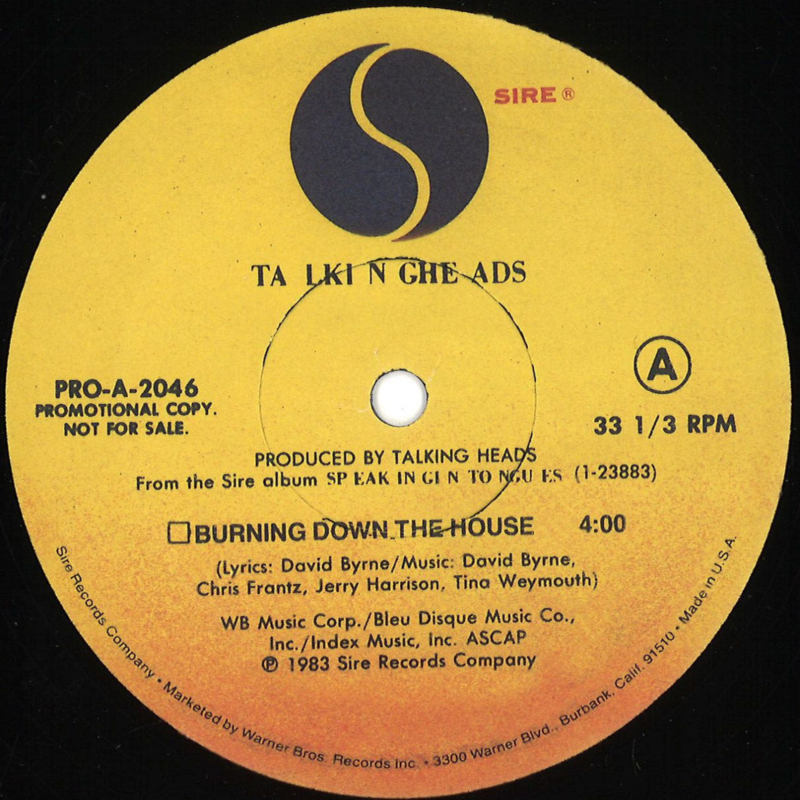 SIRE®
TA LKI N GHE ADS
PRO-A-2046
PROMOTIONAL COPY.
NOT FOR SALE.
A
33 1/3 RPM
PRODUCED BY TALKING HEADS
From the Sire album SP EAK IN GI N TO NGU ES (1-23883)
BURNING DOWN THE HOUSE 4:00
(Lyrics: David Byrne/Music: David Byrne,
Chris Frantz, Jerry Harrison, Tina Weymouth)
WB Music Corp./Bleu Disque Music Co.,
Inc./Index Music, Inc. ASCAP
℗ 1983 Sire Records Company
Sire Records Company • Marketed by Warner Bros. Records Inc. • 3300 Warner Blvd., Burbank, Calif. 91510 • Made in U.S.A.